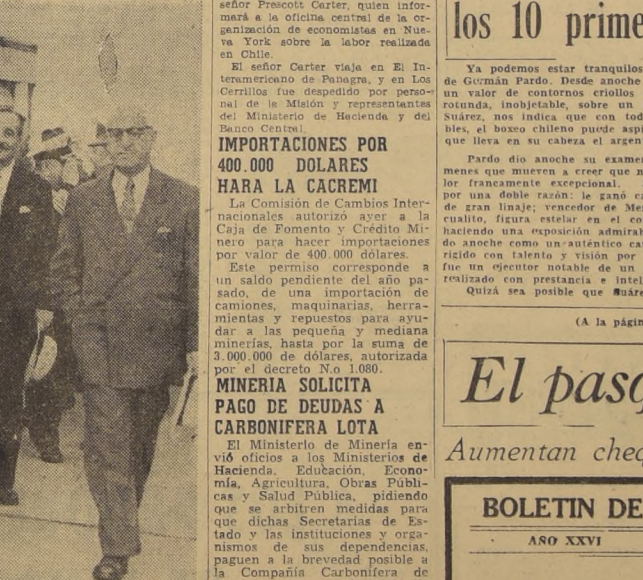 señor Prescott Carter, quien infor-
mará a la oficina central de la or-
ganización de economistas en Nue-
va York sobre la labor realizada
en Chile.
El señor Carter viaja en El In-
teramericano de Panagra, y en Los
Cerrillos fue despedido por perso-
nal de la Misión y representantes
del Ministerio de Hacienda y del
Banco Central.
IMPORTACIONES POR
400.000 DOLARES
HARA LA CACREMI
La Comisión de Cambios Inter-
nacionales autorizó ayer a la
Caja de Fomento y Crédito Mi-
nero para hacer importaciones
por valor de 400.000 dólares.
Este permiso corresponde a
un saldo pendiente del año pa-
sado, de una importación de
camiones, maquinarias, herra-
mientas y repuestos para ayu-
dar a las pequeña y mediana
minerías, hasta por la suma de
3.000.000 de dólares, autorizada
por el decreto N.o 1.080.
MINERIA SOLICITA
PAGO DE DEUDAS A
CARBONIFERA LOTA
El Ministerio de Minería en-
vió oficios a los Ministerios de
Hacienda, Educación, Econo-
mía, Agricultura, Obras Públi-
cas y Salud Pública, pidiendo
que se arbitren medidas para
que dichas Secretarías de Es-
tado y las instituciones y orga-
nismos de sus dependencias,
paguen a la brevedad posible a
la Compañía Carbonífera de
los 10 prime
Ya podemos estar tranquilos
de Guzmán Pardo. Desde anoche
un valor de contornos criollos
rotunda, inobjetable, sobre un
Suárez, nos indica que con tod
bles, el boxeo chileno puede asp
que lleva en su cabeza el argen
Pardo dio anoche su exame
menes que mueven a creer que n
lor francamente excepcional.
por una doble razón: le ganó ca
de gran linaje; vencedor de Me
cualito, figura estelar en el co
haciendo una exposición admirab
do anoche como un auténtico ca
rigido con talento y visión por
fue un ejecutor notable de un
realizado con prestancia e intel
Quizá sea posible que Suáre
(A la págin
El paso
Aumentan chec
BOLETIN DE
AÑO XXVI